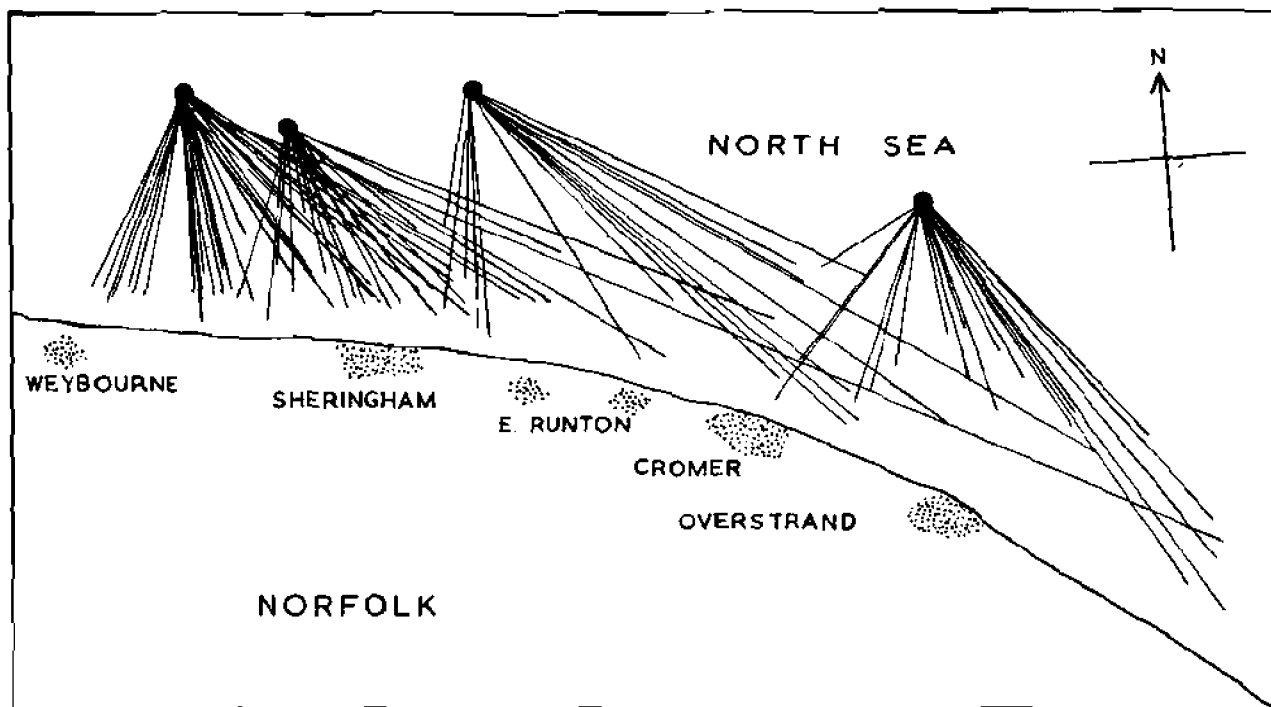 N
NORTH SEA
WEYBOURNE
SHERINGHAM
E. RUNTON
CROMER
OVERSTRAND
NORFOLK